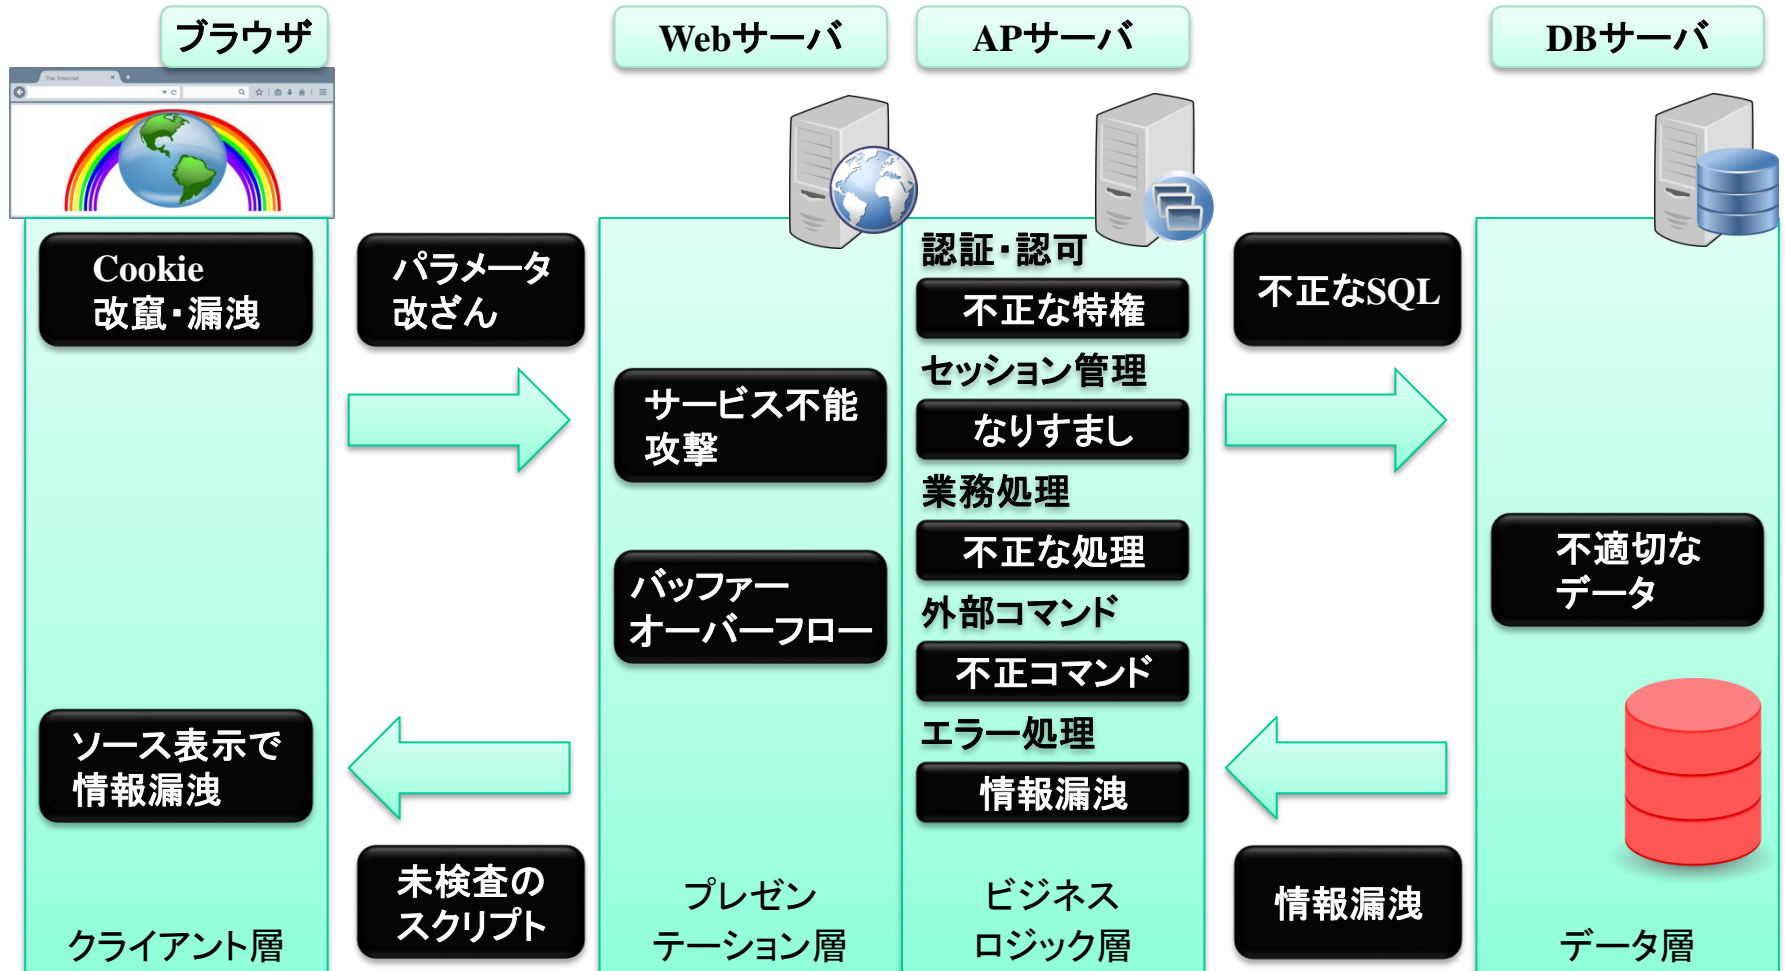 ブラウザ
Webサーバ
APサーバ
DBサーバ
The Internet
Cookie
改竄・漏洩
ソース表示で
情報漏洩
クライアント層
パラメータ
改ざん
未検査の
スクリプト
サービス不能
攻撃
バッファー
オーバーフロー
プレゼン
テーション層
認証・認可
不正な特権
セッション管理
なりすまし
業務処理
不正な処理
外部コマンド
不正コマンド
エラー処理
情報漏洩
ビジネス
ロジック層
不正なSQL
情報漏洩
不適切な
データ
データ層